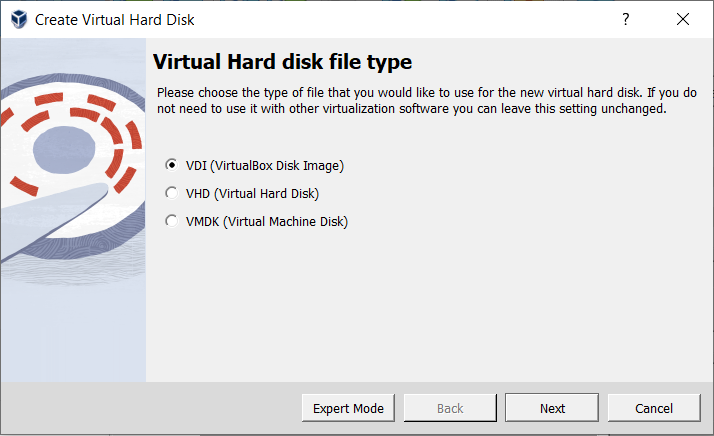 Create Virtual Hard Disk
?
Virtual Hard disk file type
Please choose the type of file that you would like to use for the new virtual hard disk. If you do
not need to use it with other virtualization software you can leave this setting unchanged.
VDI (VirtualBox Disk Image)
VHD (Virtual Hard Disk)
VMDK (Virtual Machine Disk)
Expert Mode Back Next Cancel